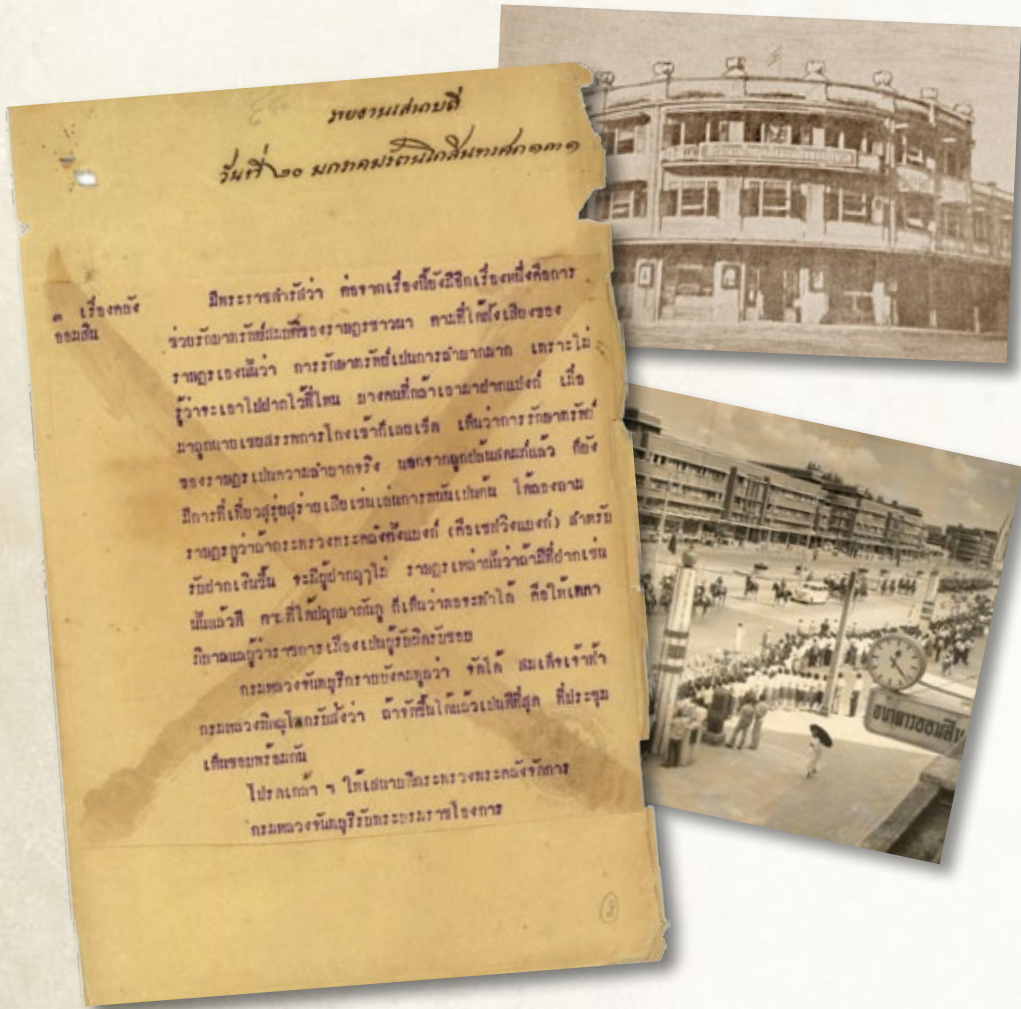 รายงานเสนาบดี
วันที่ ๒๐ มกราคม รัตนโกสินทรศก ๑๓๑
๓ เรื่องคลัง
ออมสิน
มีพระราชดำรัสว่า ต่อจากเรื่องนี้ยังมีอีกเรื่องหนึ่งคือการ
ช่วยรักษาทรัพย์สมบัติของราษฎรชาวนา ตามที่ได้ฟังเสียงของ
ราษฎรเองนั้นว่า การรักษาทรัพย์เปนการลำบากมาก เพราะไม่
รู้ว่าจะเอาไปฝากไว้ที่ไหน บางคนที่กล้าเอามาฝากแบงก์ เมื่อ
มาถูกนายเชยสรรพการโกงเข้าก็เลยเข็ด เห็นว่าการรักษาทรัพย์
ของราษฎรเปนความลำบากจริง นอกจากถูกปล้นสดมภ์แล้ว ก็ยัง
มีการที่เที่ยวสุรุ่ยสุร่ายเสียเช่นเล่นการพนันเปนต้น ได้ลองถาม
ราษฎรดูว่าถ้ากระทรวงพระคลังตั้งแบงก์ (คือเซฟวิงแบงก์) สำหรับ
รับฝากเงินขึ้น จะมีผู้ฝากฤๅไม่ ราษฎรเหล่านั้นว่าถ้ามีที่ฝากเช่น
นั้นแล้วดี ตามที่ได้ปฤกษากันดู ก็เห็นว่าพอจะทำได้ คือให้เทศา
ภิบาลแลผู้ว่าราชการเมืองเปนผู้รับผิดรับชอบ
กรมหลวงจันทบุรีกราบบังคมทูลว่า จัดได้ สมเด็จเจ้าฟ้า
กรมหลวงพิษณุโลกรับสั่งว่า ถ้าจัดขึ้นได้แล้วเปนดีที่สุด ที่ประชุม
เห็นชอบพร้อมกัน
โปรดเกล้า ฯ ให้เสนาบดีกระทรวงพระคลังจัดการ
กรมหลวงจันทบุรีรับพระบรมราชโองการ
ธนาคารออมสิน